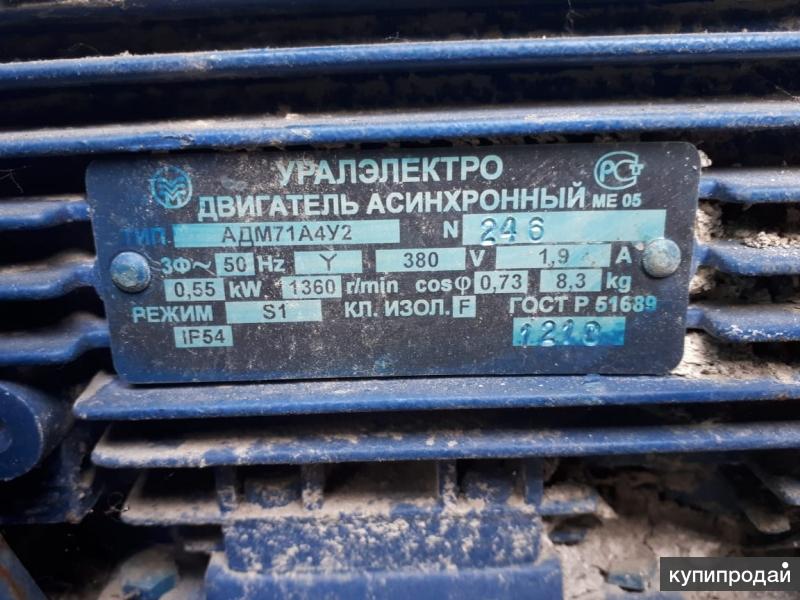 УРАЛЭЛЕКТРО
ДВИГАТЕЛЬ АСИНХРОННЫЙ МЕ 05
ТИП АДМ71А4У2 N 246
3Ф~ 50 Hz Y 380 V 1,9 A
0,55 kW 1360 r/min cosφ 0,73 8,3 kg
РЕЖИМ S1 КЛ. ИЗОЛ. F ГОСТ Р 51689
IP54 1210
купипродай